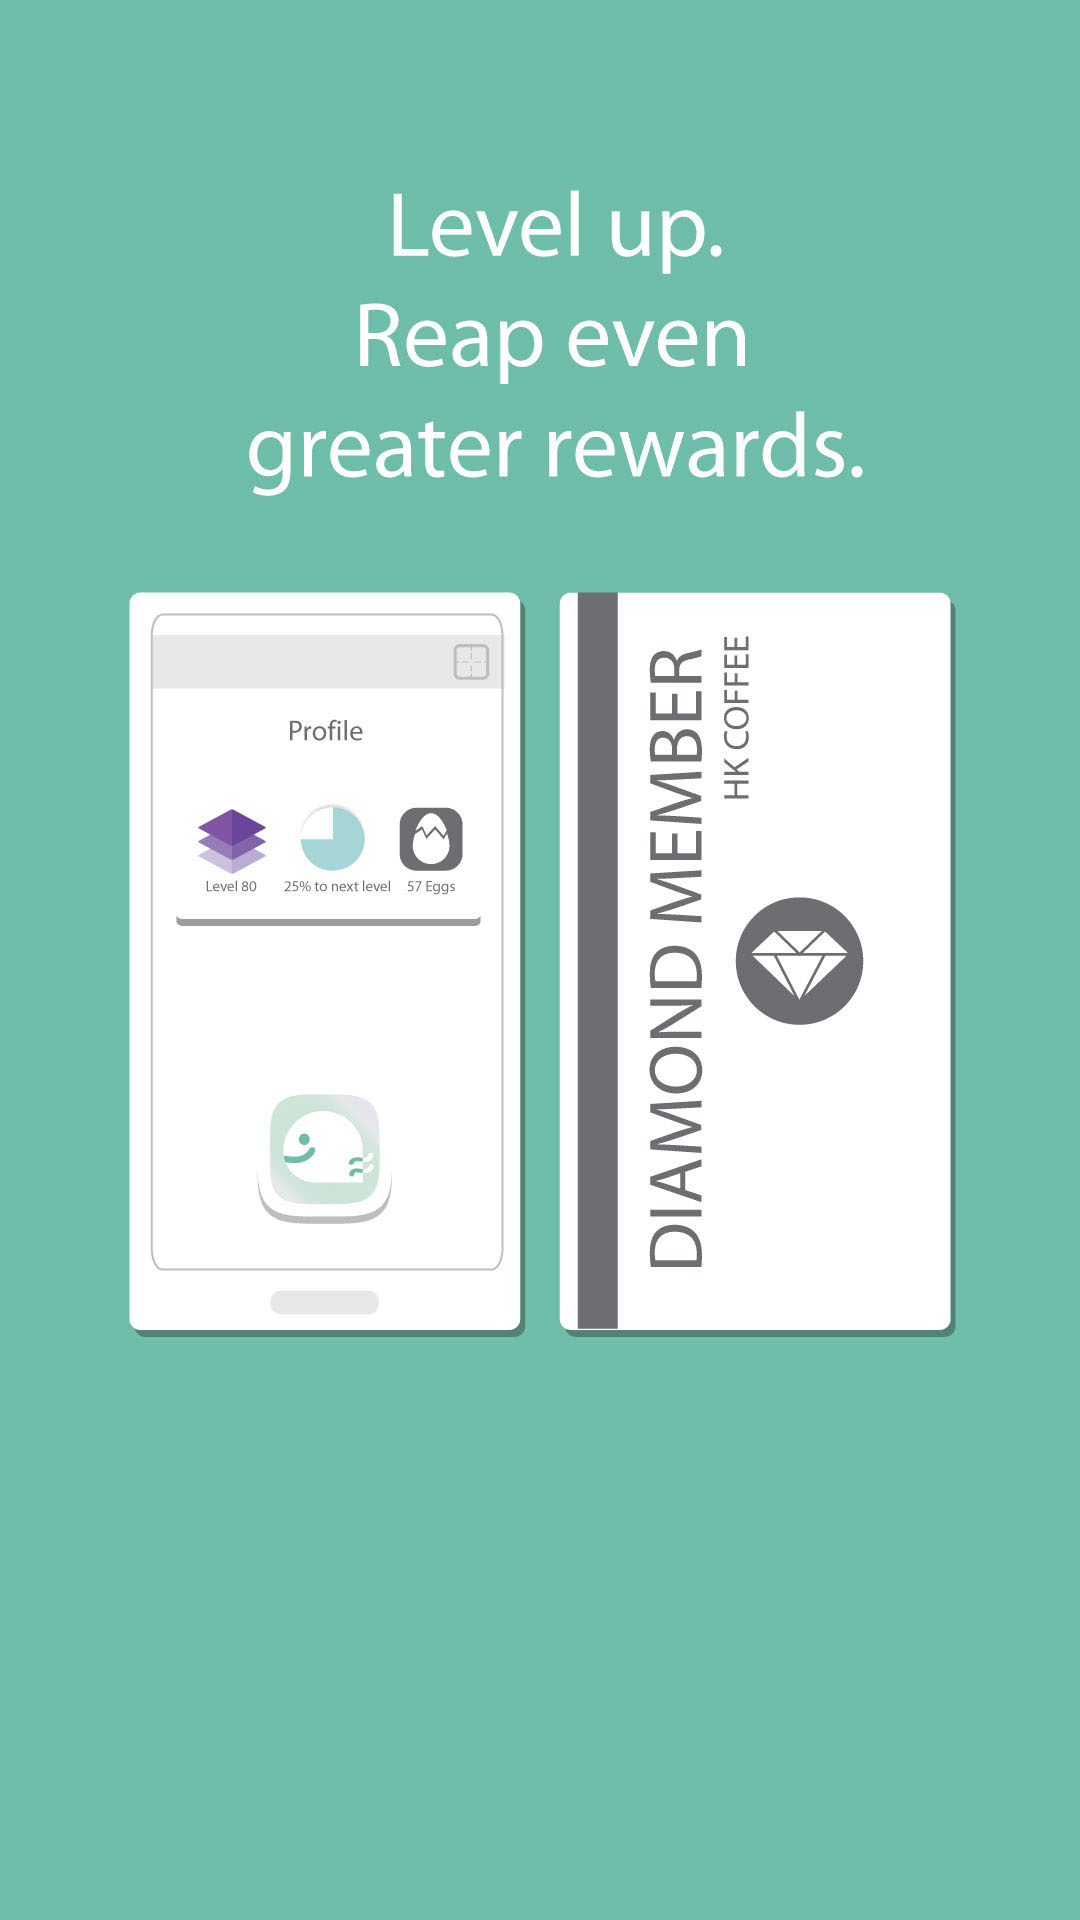 Level up.
Reap even
greater rewards.
Profile
Level 80
25% to next level
57 Eggs
DIAMOND MEMBER
HK COFFEE